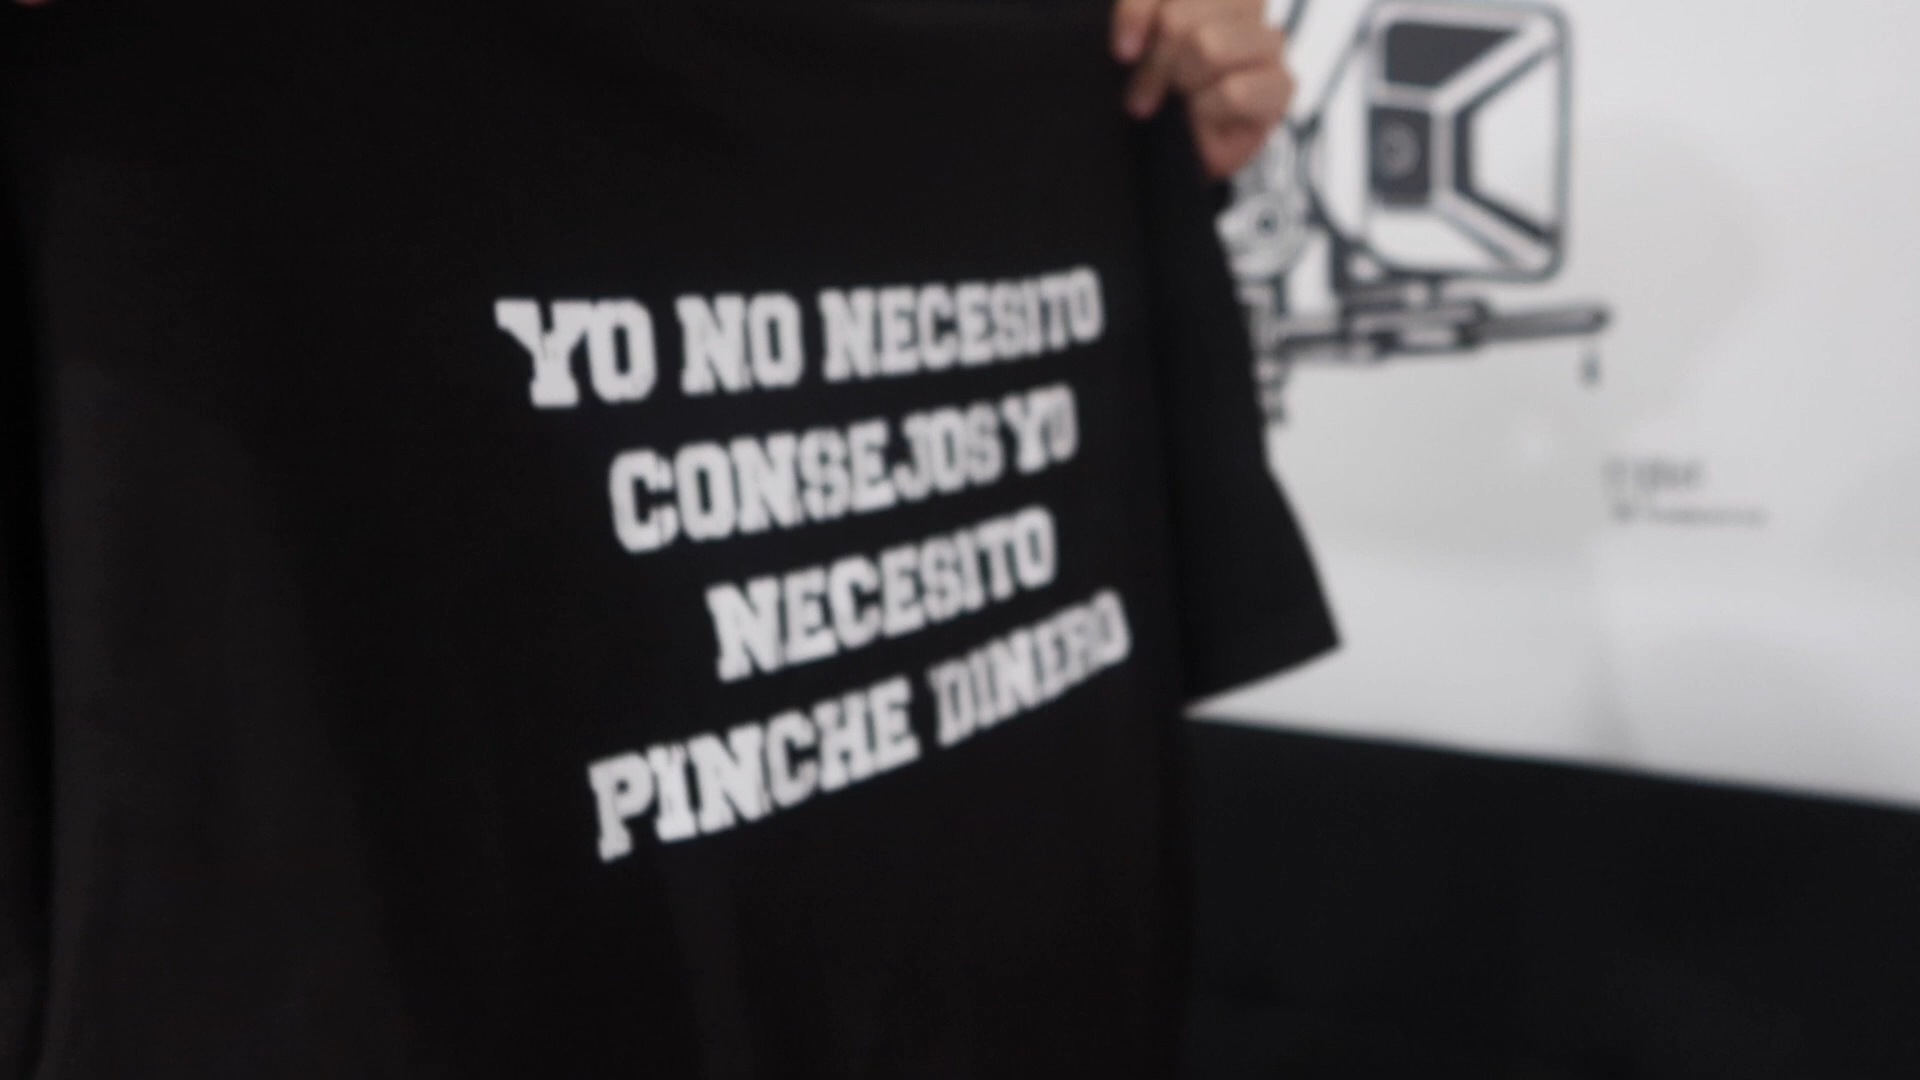 YO NO NECESITO
CONSEJOS YO
NECESITO
PINCHE DINERO